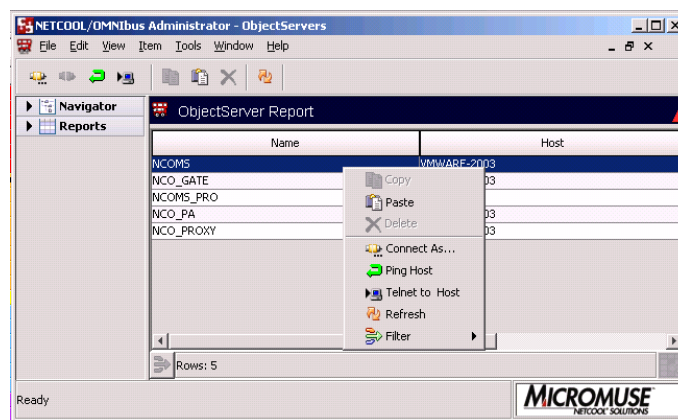 NETCOOL/OMNIbus Administrator - ObjectServers
File Edit View Item Tools Window Help
Navigator
Reports
ObjectServer Report
Name Host
NCOMS VMWARE-2003
NCO_GATE 03
NCOMS_PRO
NCO_PA 03
NCO_PROXY 03
Copy
Paste
Delete
Connect As...
Ping Host
Telnet to Host
Refresh
Filter
Rows: 5
Ready
MICROMUSE
NETCOOL SOLUTIONS